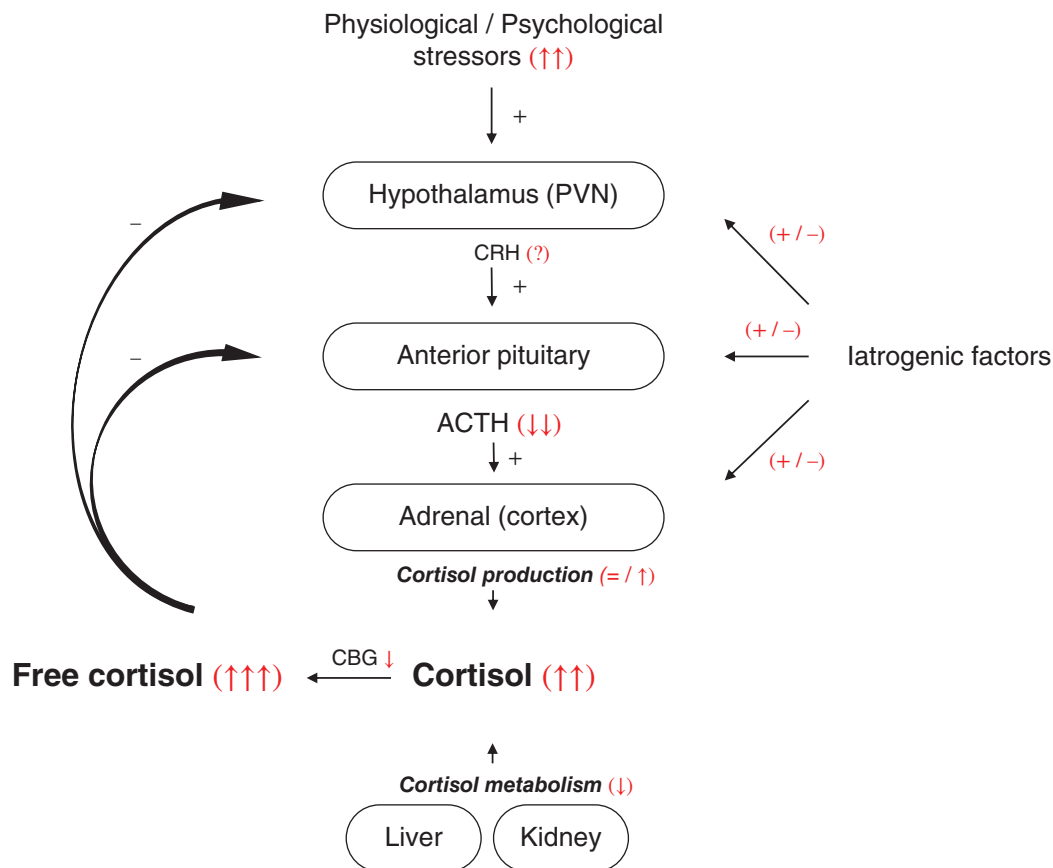 Physiological / Psychological
stressors (↑↑)
+
Hypothalamus (PVN)
–
(+ / –)
CRH (?)
+
Anterior pituitary
–
(+ / –)
Iatrogenic factors
ACTH (↓↓)
+
(+ / –)
Adrenal (cortex)
Cortisol production (= / ↑)
Free cortisol (↑↑↑)
CBG ↓
Cortisol (↑↑)
Cortisol metabolism (↓)
Liver
Kidney